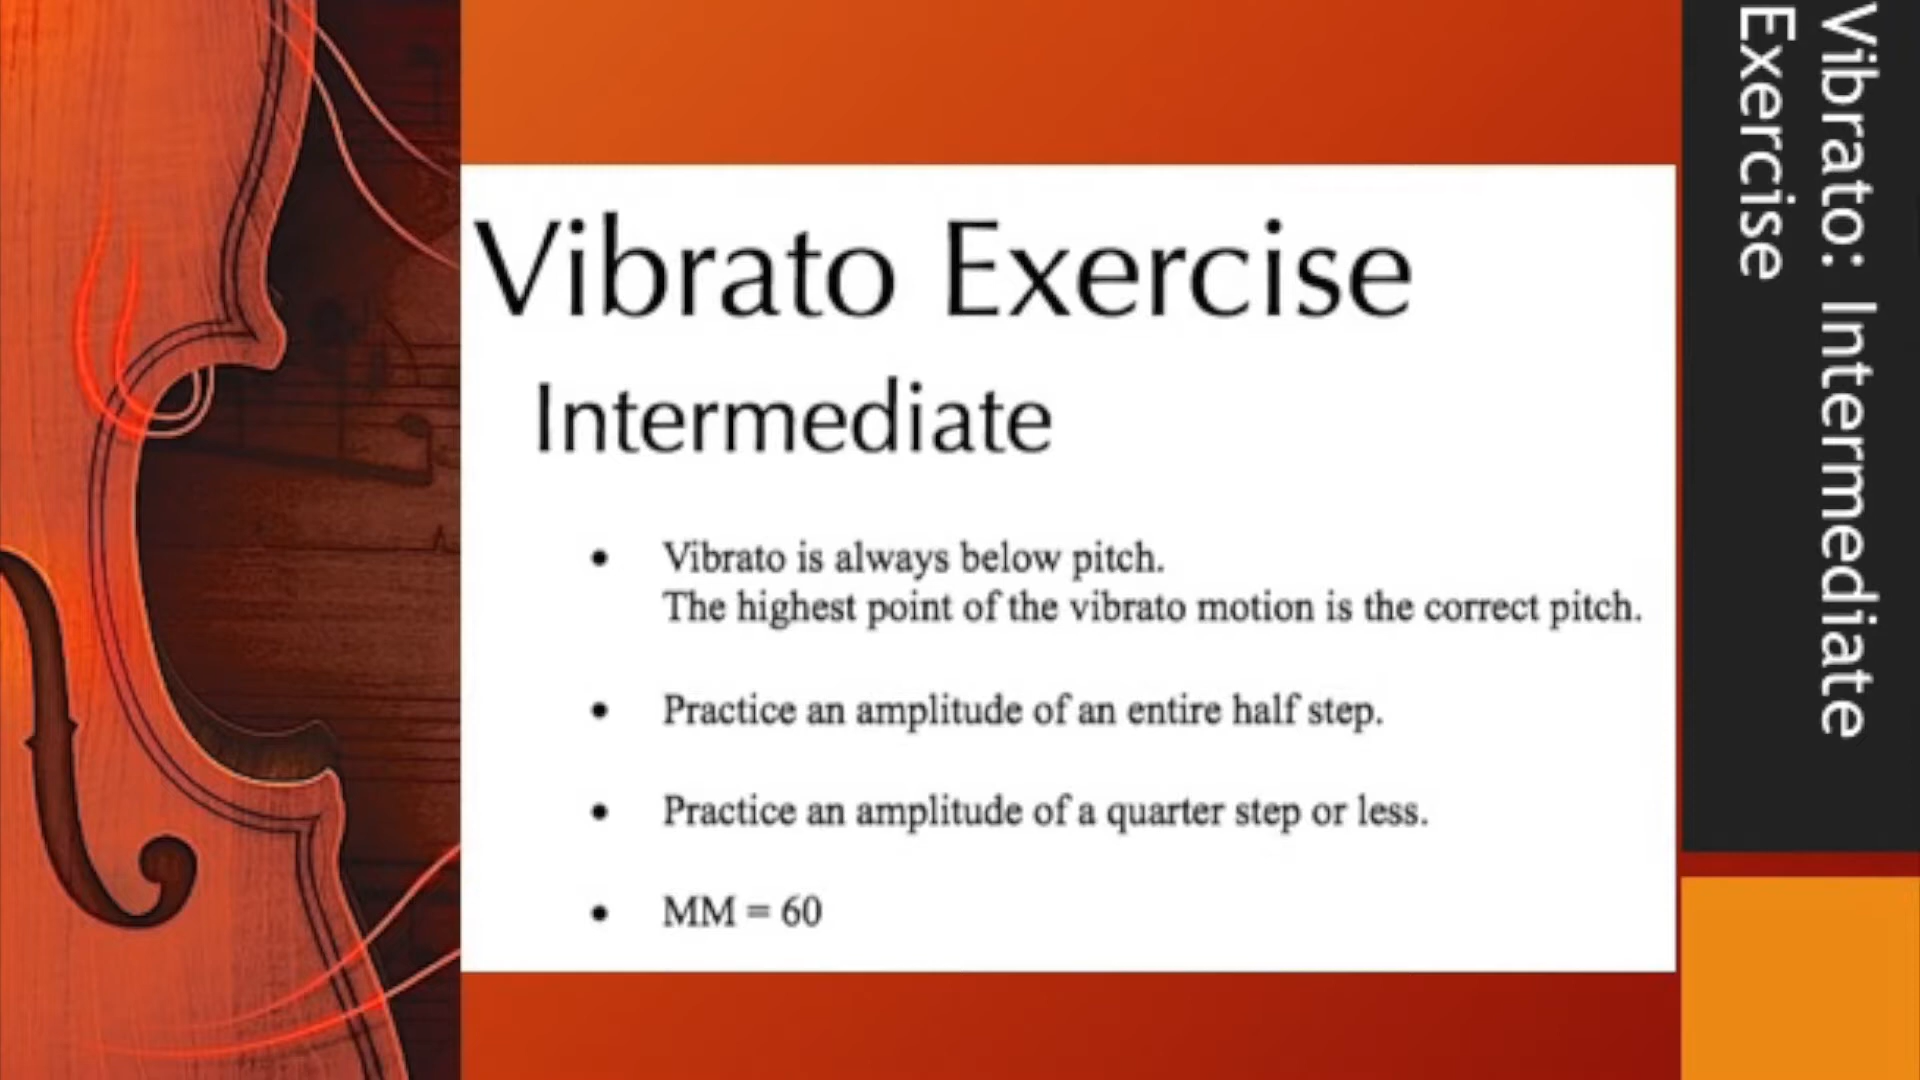 Vibrato Exercise
Intermediate
• Vibrato is always below pitch.
The highest point of the vibrato motion is the correct pitch.
• Practice an amplitude of an entire half step.
• Practice an amplitude of a quarter step or less.
• MM = 60
Vibrato: Intermediate
Exercise